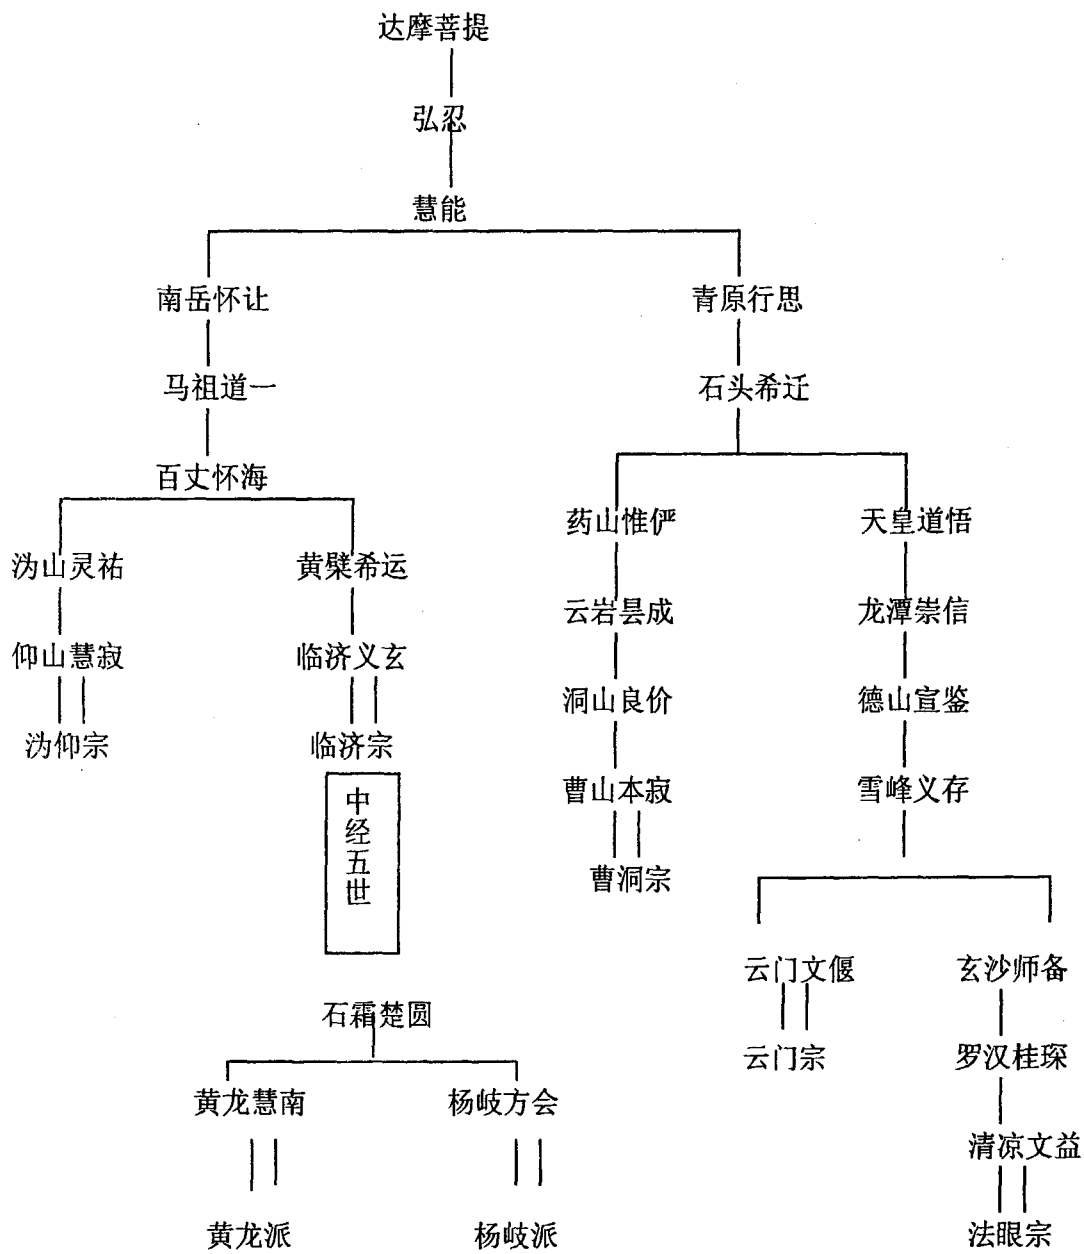 达摩菩提
弘忍
慧能
南岳怀让
青原行思
马祖道一
石头希迁
百丈怀海
药山惟俨
天皇道悟
沩山灵祐
黄檗希运
云岩昙成
龙潭崇信
仰山慧寂
临济义玄
洞山良价
德山宣鉴
沩仰宗
临济宗
中经五世
曹山本寂
雪峰义存
曹洞宗
云门文偃
玄沙师备
石霜楚圆
云门宗
罗汉桂琛
黄龙慧南
杨岐方会
清凉文益
黄龙派
杨岐派
法眼宗